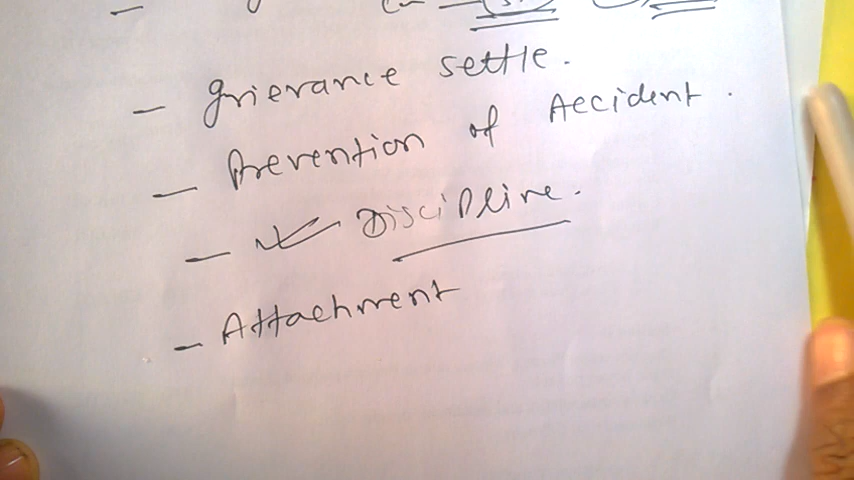 - Grievance settle.
- Prevention of Accident.
- Discipline.
- Attachment